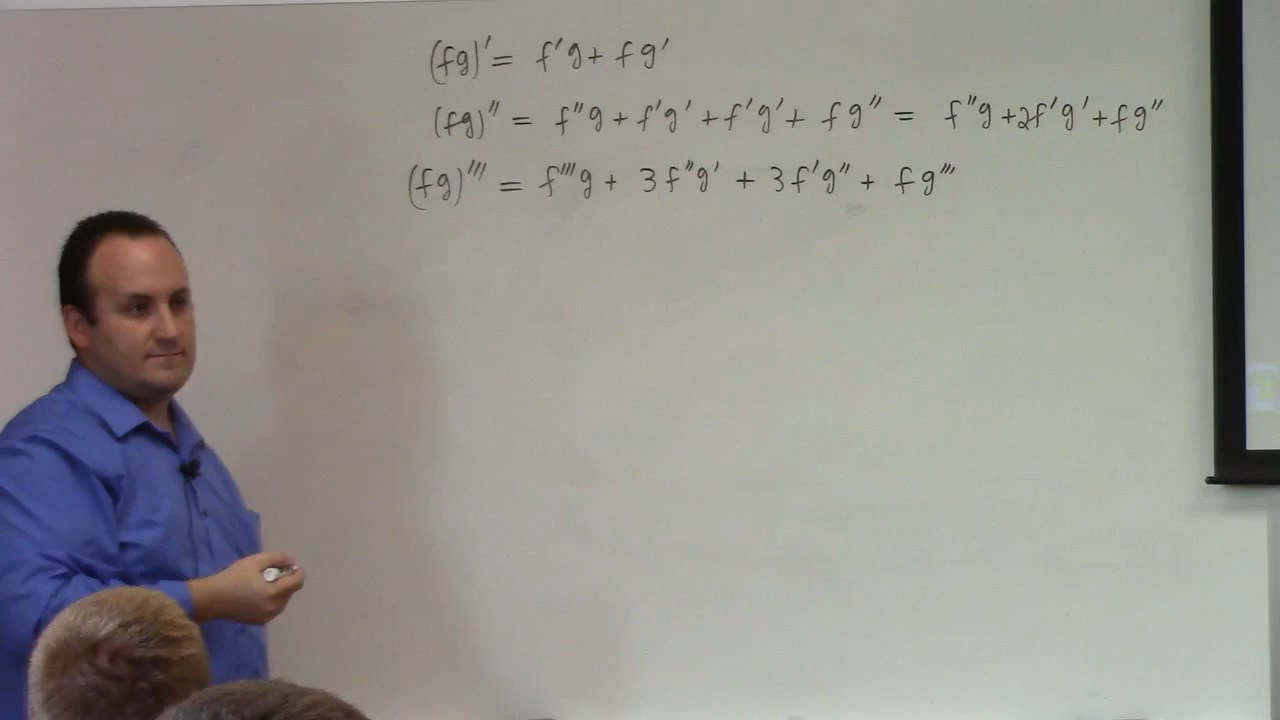 (fg)' = f'g + fg'
(fg)'' = f''g + f'g' + f'g' + fg'' = f''g + 2f'g' + fg''
(fg)''' = f'''g + 3f''g' + 3f'g'' + fg'''